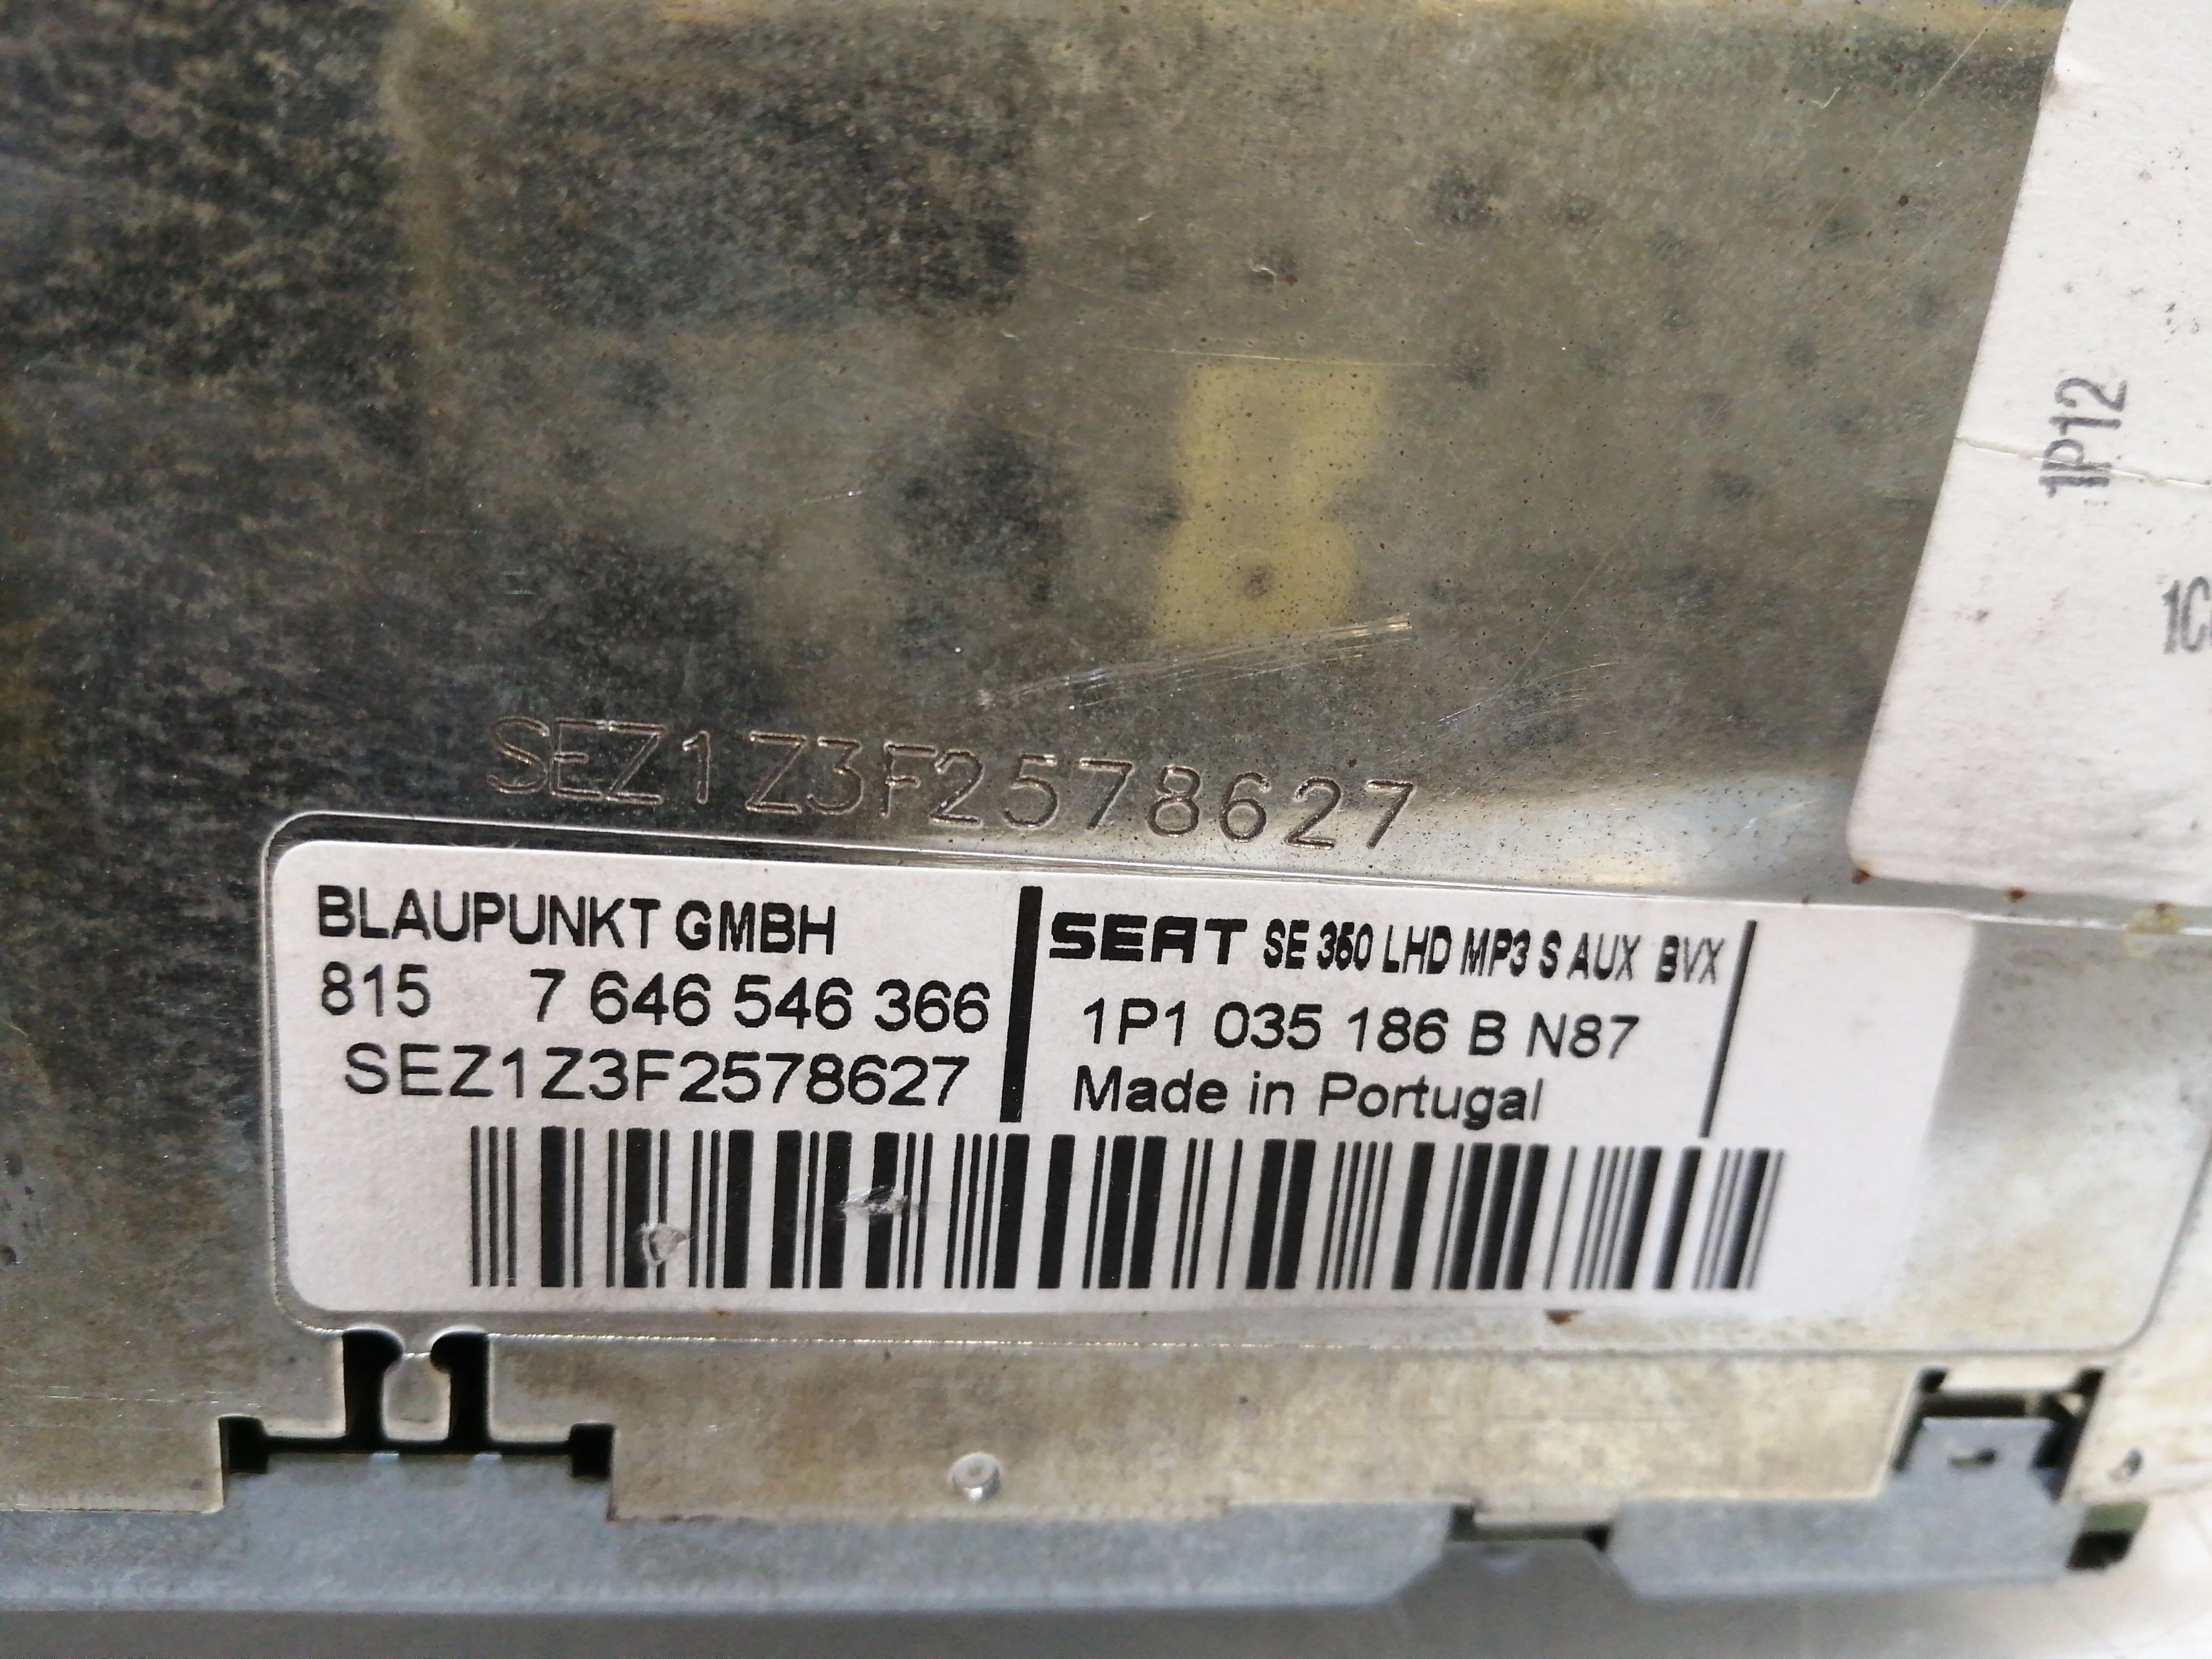 1P12
SEZ1Z3F2578627
BLAUPUNKT GMBH
815 7 646 546 366
SEZ1Z3F2578627
SEAT SE 350 LHD MP3 S AUX BVX
1P1 035 186 B N87
Made in Portugal